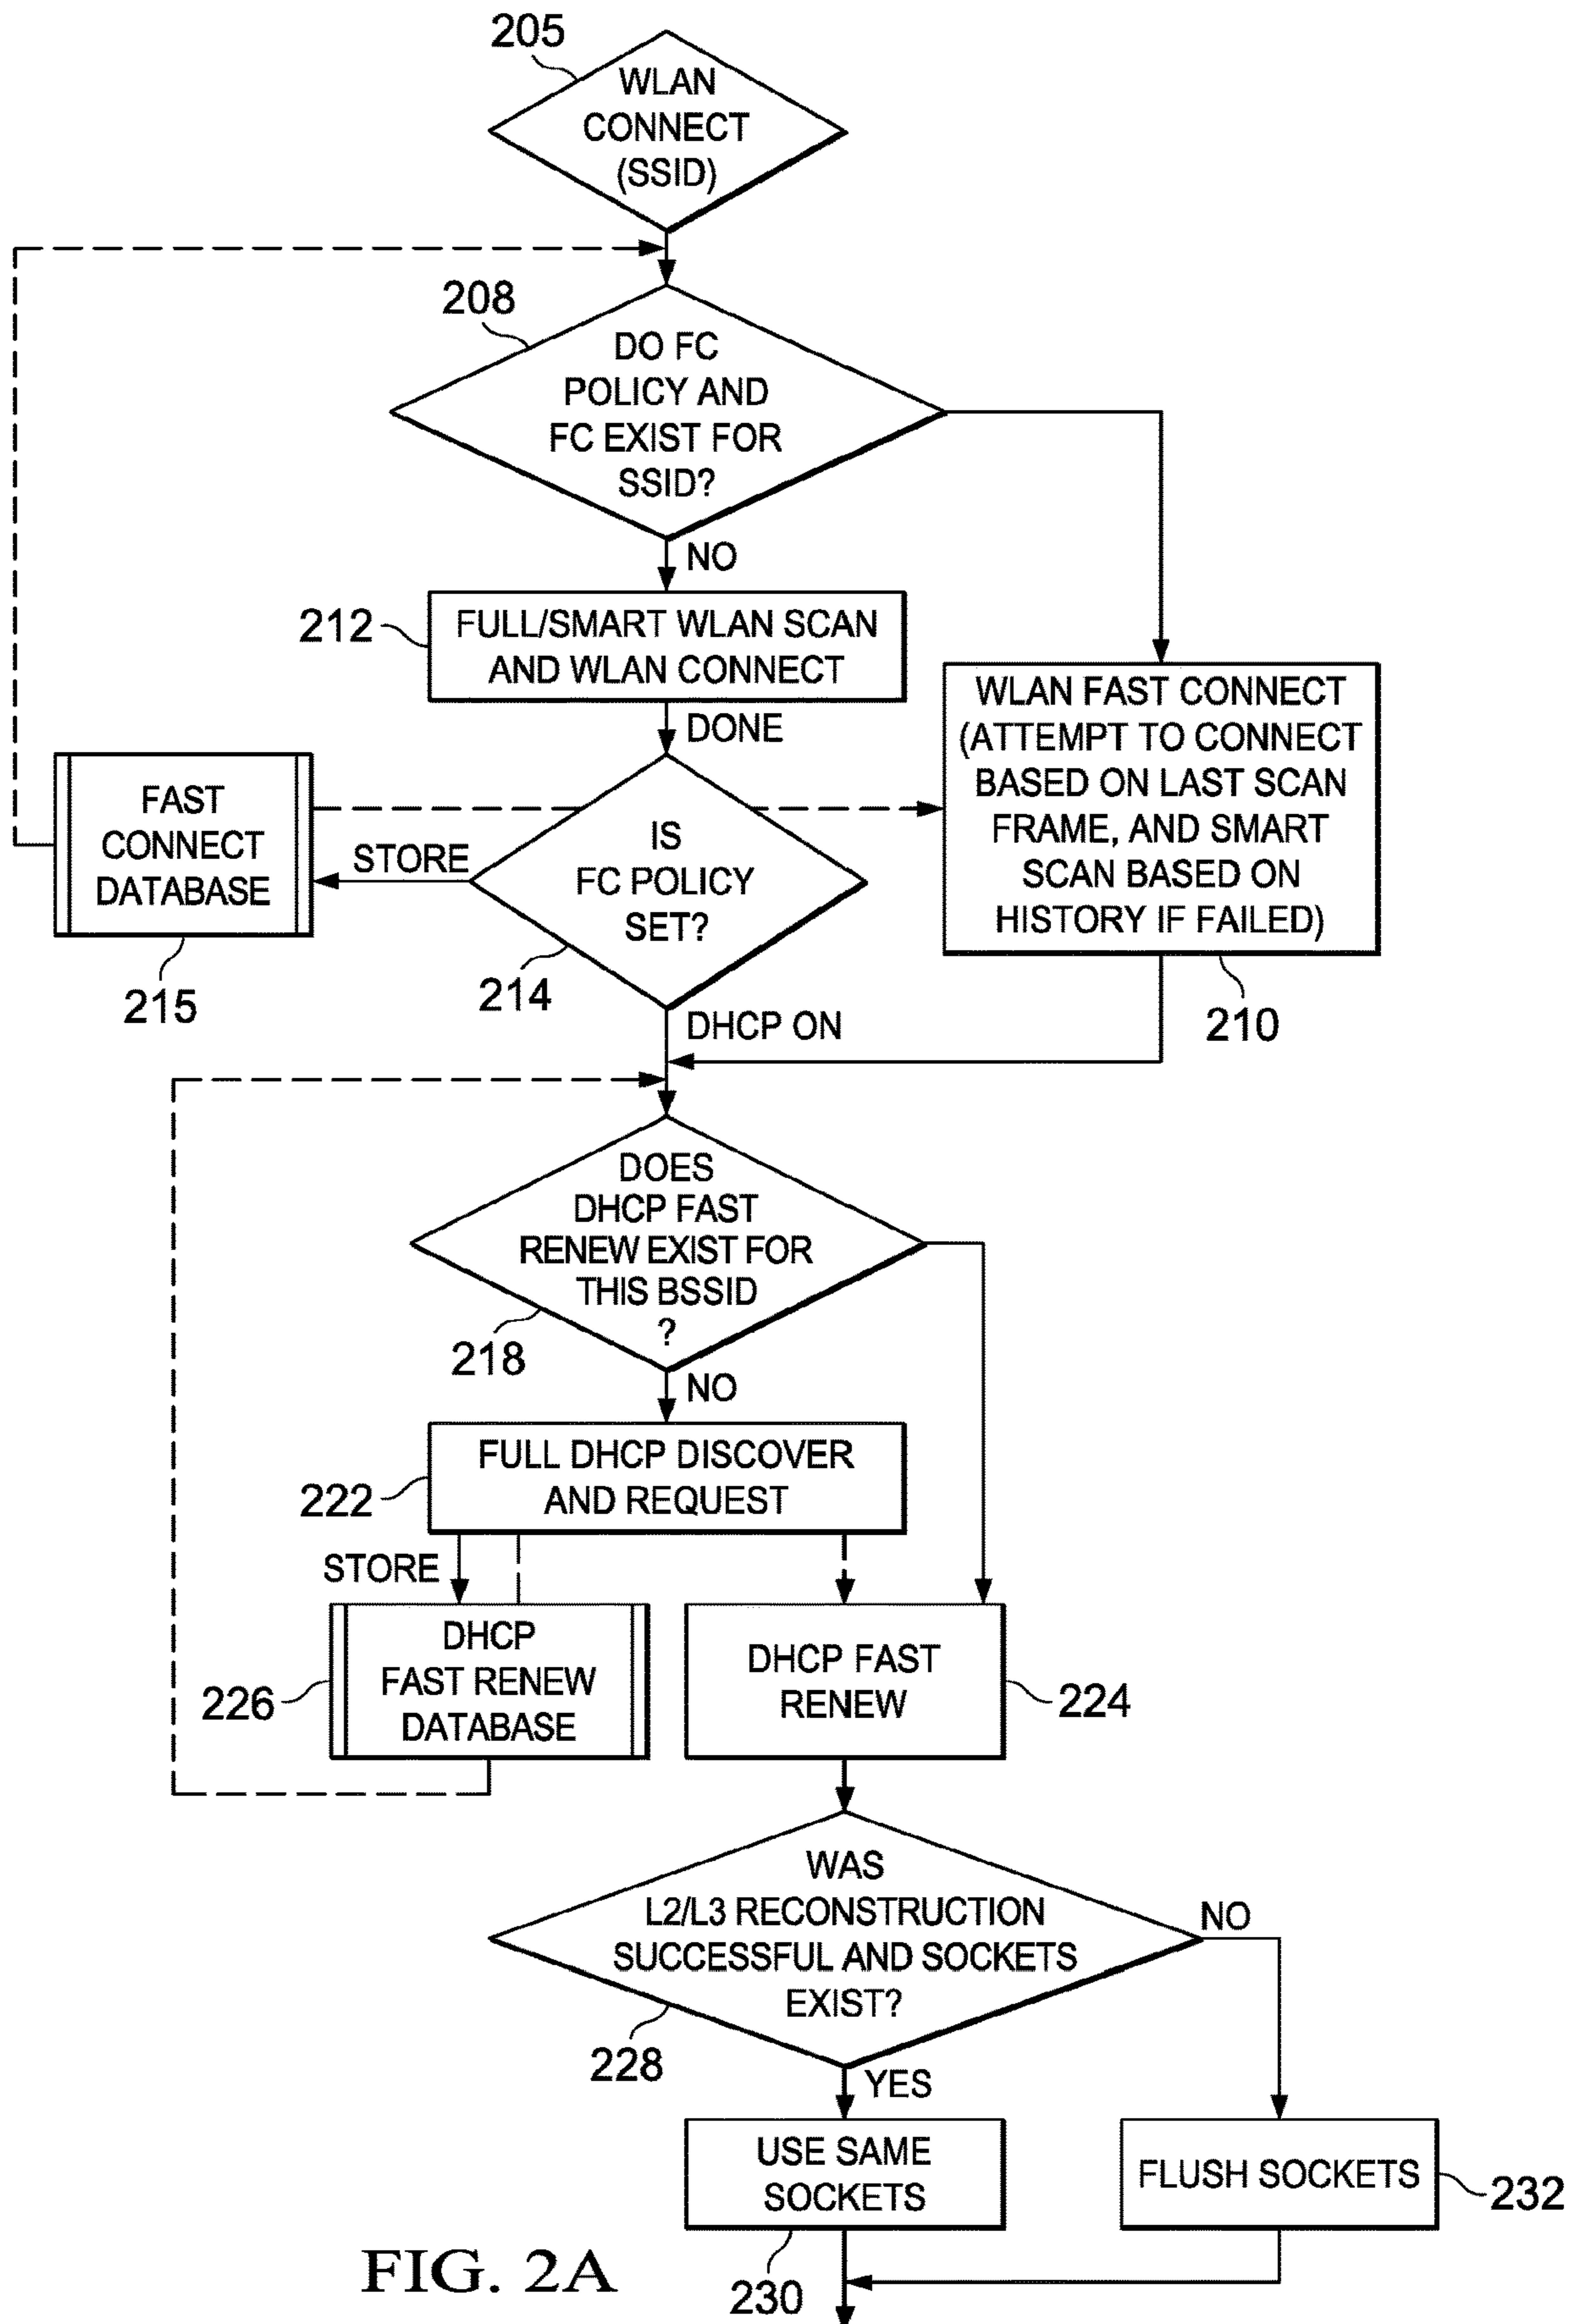 205
WLAN
CONNECT
(SSID)
208
DO FC
POLICY AND
FC EXIST FOR
SSID?
NO
212
FULL/SMART WLAN SCAN
AND WLAN CONNECT
DONE
WLAN FAST CONNECT
(ATTEMPT TO CONNECT
BASED ON LAST SCAN
FRAME, AND SMART
SCAN BASED ON
HISTORY IF FAILED)
210
FAST
CONNECT
DATABASE
215
STORE
IS
FC POLICY
SET?
214
DHCP ON
DOES
DHCP FAST
RENEW EXIST FOR
THIS BSSID
?
218
NO
222
FULL DHCP DISCOVER
AND REQUEST
STORE
226
DHCP
FAST RENEW
DATABASE
DHCP FAST
RENEW
224
WAS
L2/L3 RECONSTRUCTION
SUCCESSFUL AND SOCKETS
EXIST?
228
NO
YES
USE SAME
SOCKETS
230
FLUSH SOCKETS
232
FIG. 2A